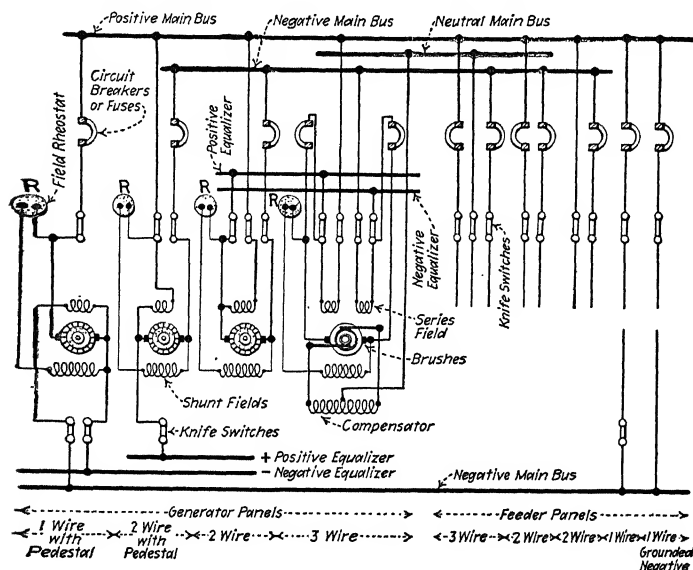 Positive Main Bus
Negative Main Bus
Neutral Main Bus
Circuit
Breakers
or Fuses
Field Rheostat
Positive
Equalizer
R
R
R
R
Negative
Equalizer
Knife Switches
Series
Field
Brushes
Shunt Fields
Compensator
Knife Switches
+ Positive Equalizer
- Negative Equalizer
Negative Main Bus
Generator Panels
Feeder Panels
1 Wire
with
Pedestal
2 Wire
with
Pedestal
2 Wire
3 Wire
3 Wire
2 Wire
2 Wire
1 Wire
1 Wire
Grounded
Negative